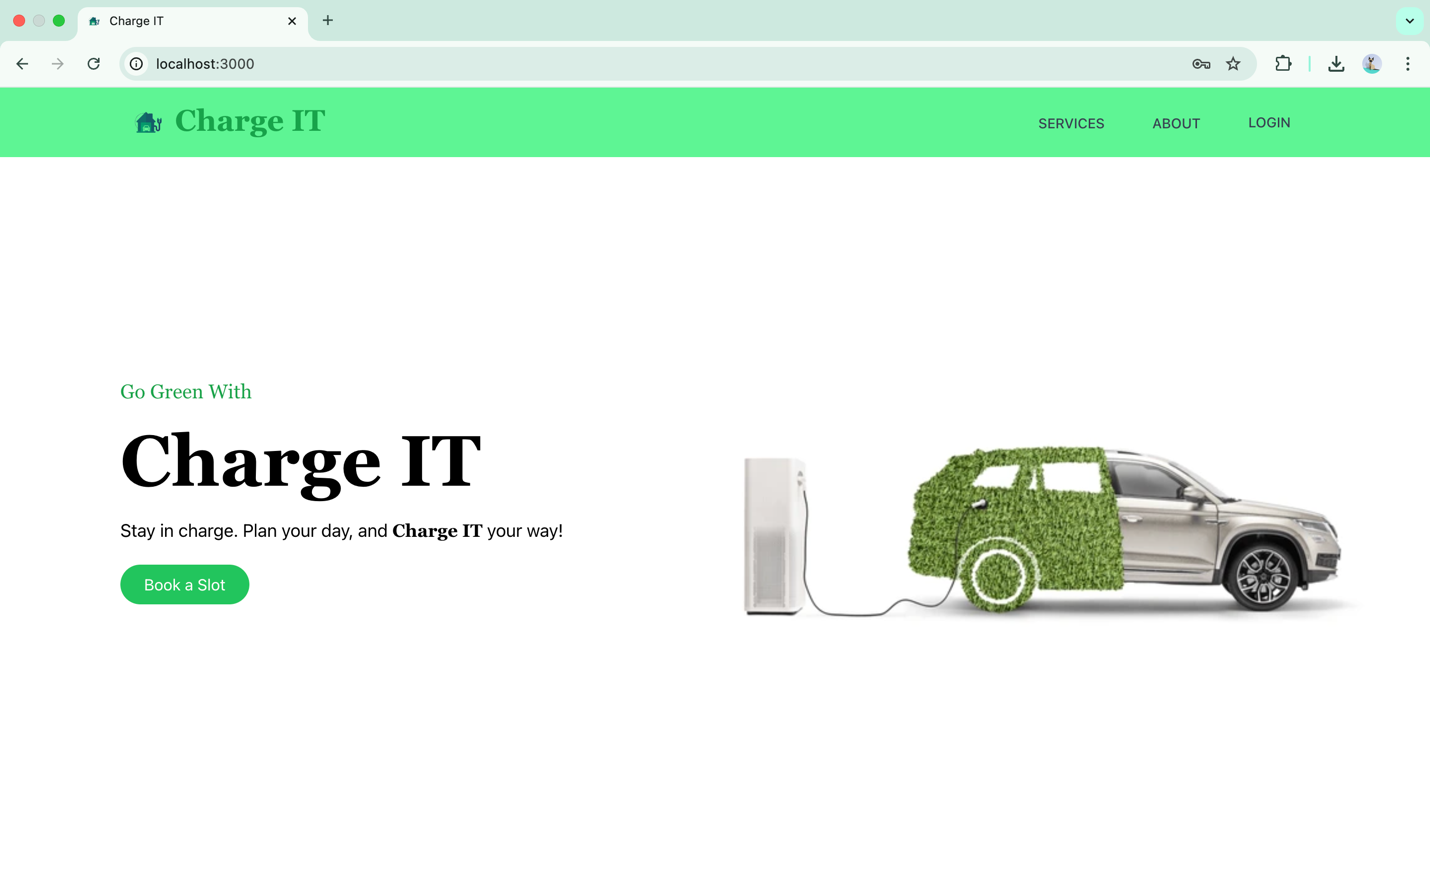 Charge IT
localhost:3000
Charge IT
SERVICES
ABOUT
LOGIN
Go Green With
Charge IT
Stay in charge. Plan your day, and Charge IT your way!
Book a Slot